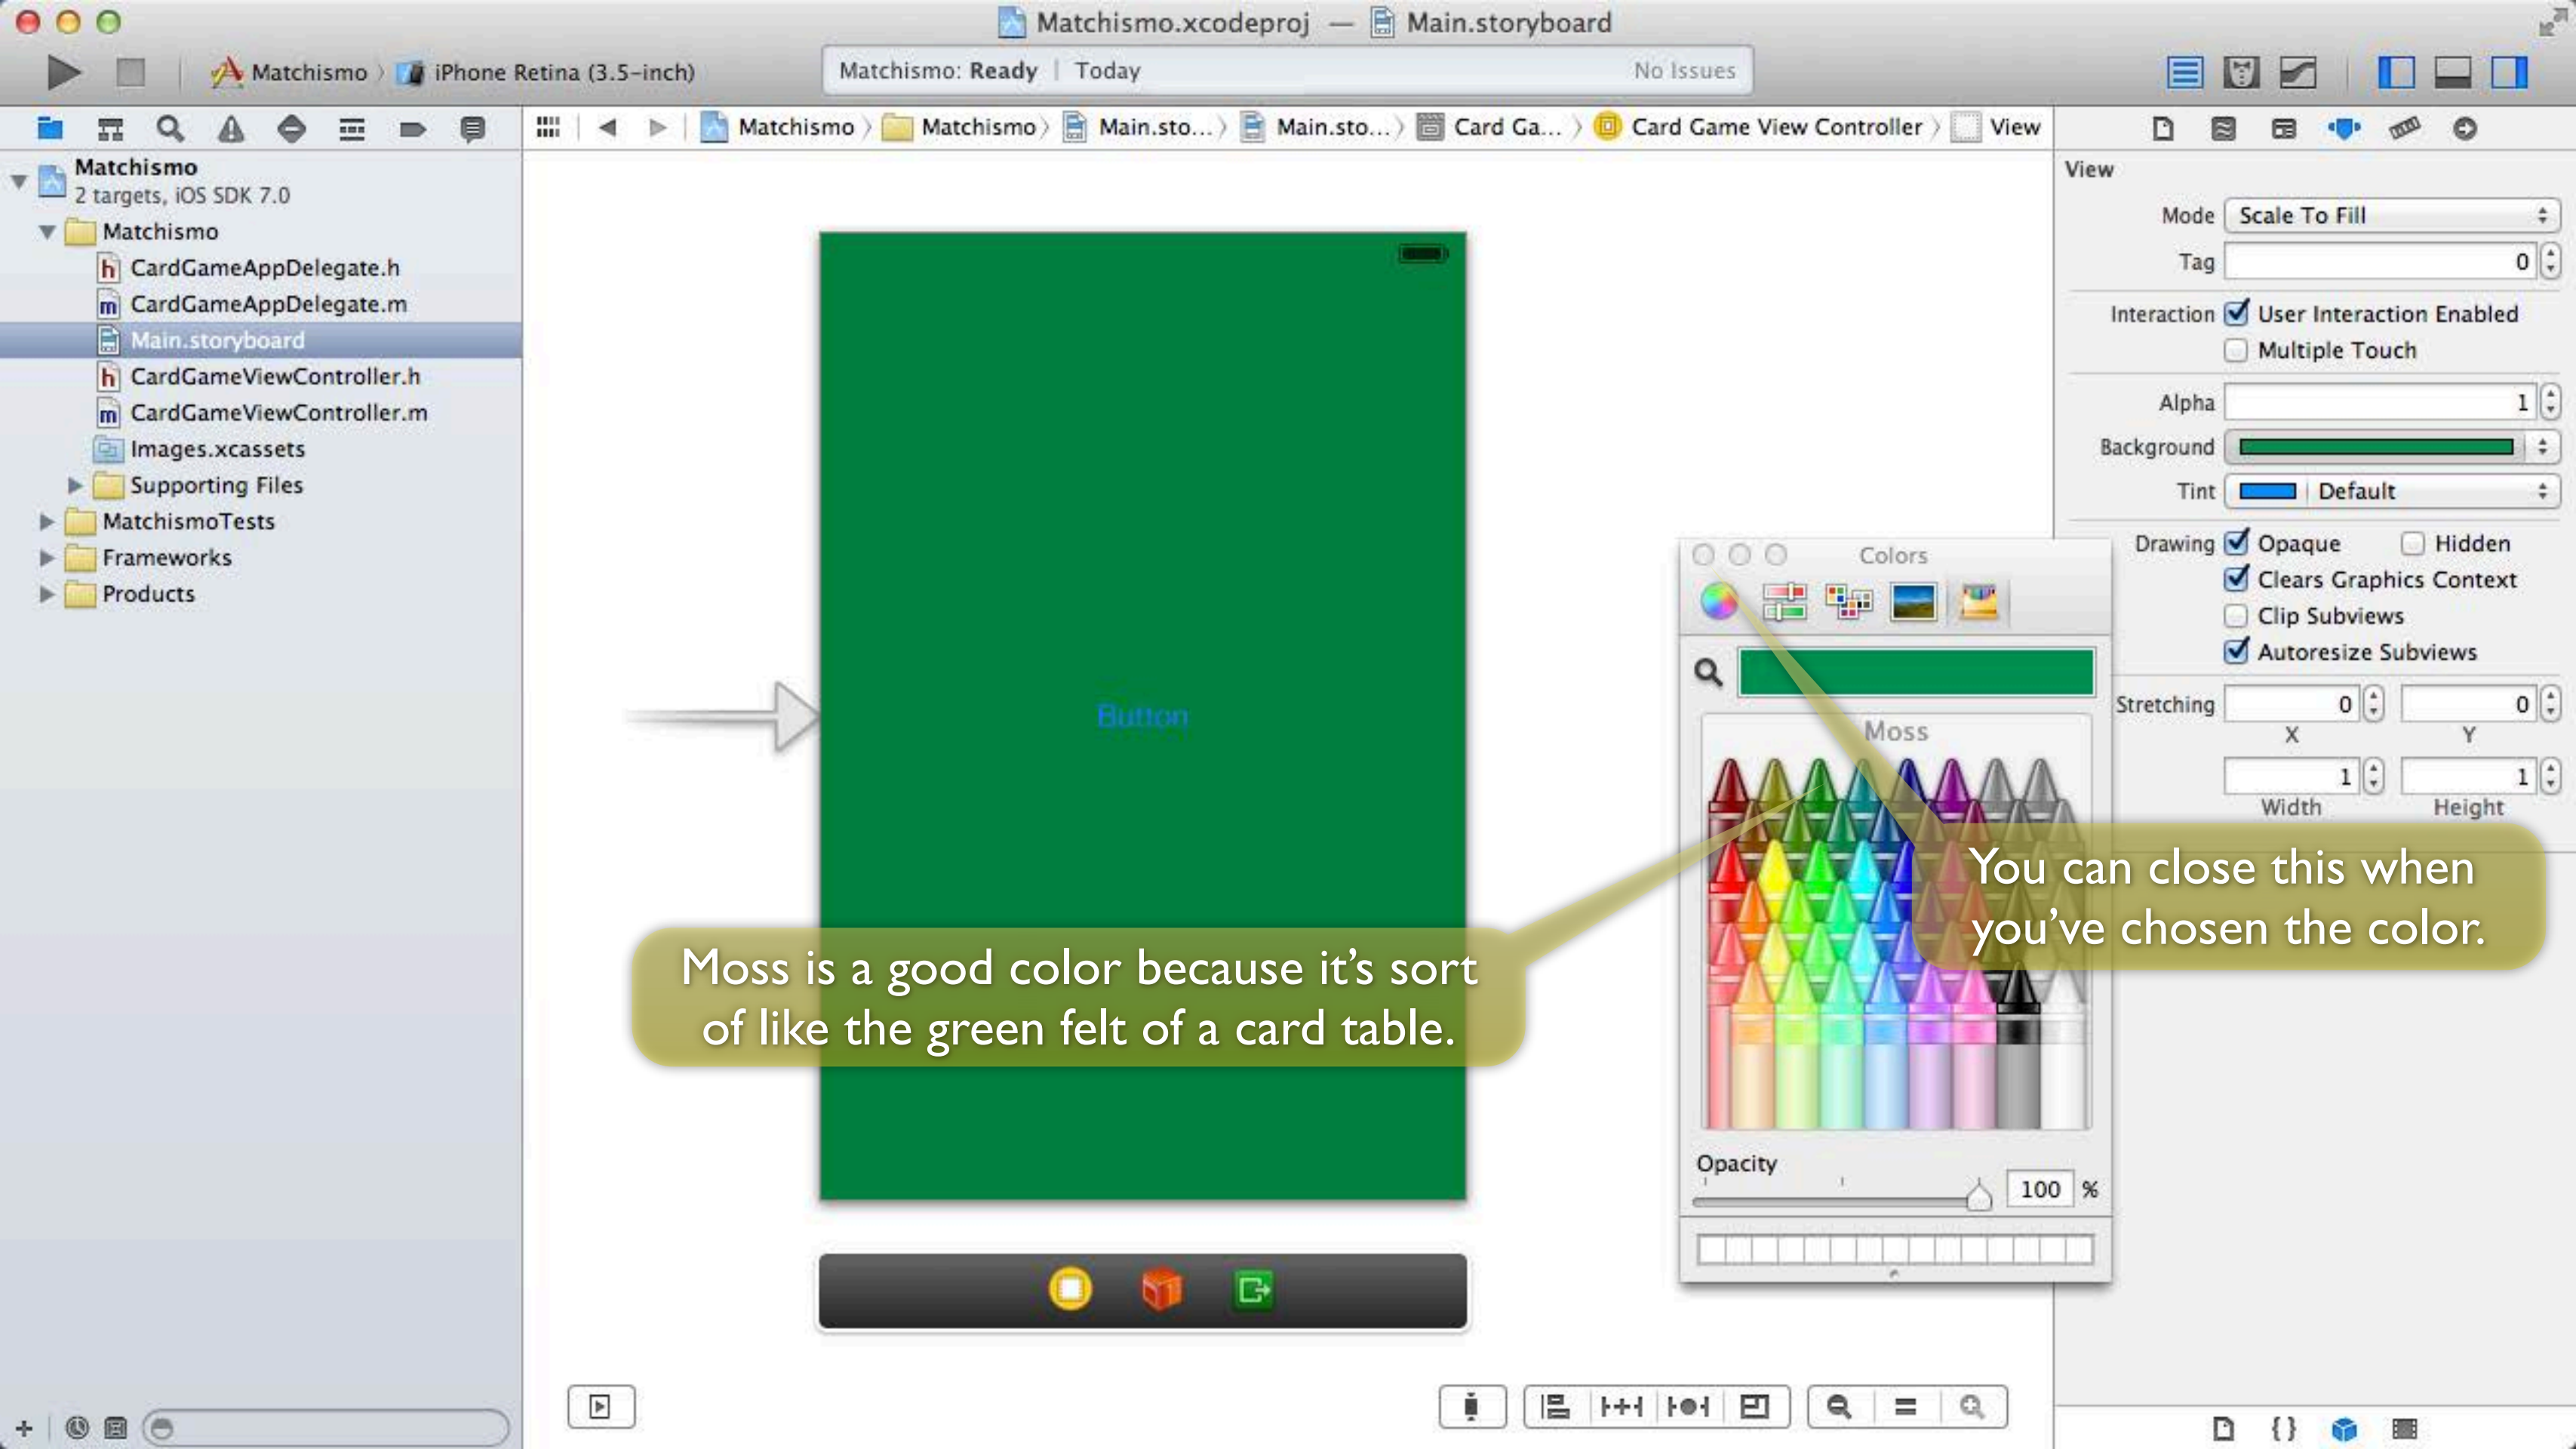 Matchismo.xcodeproj — Main.storyboard
Matchismo 〉 iPhone Retina (3.5-inch)
Matchismo: Ready | Today
No Issues
Matchismo 〉 Matchismo 〉 Main.sto... 〉 Main.sto... 〉 Card Ga... 〉 Card Game View Controller 〉 View
Matchismo
2 targets, iOS SDK 7.0
Matchismo
h CardGameAppDelegate.h
m CardGameAppDelegate.m
Main.storyboard
h CardGameViewController.h
m CardGameViewController.m
Images.xcassets
Supporting Files
MatchismoTests
Frameworks
Products
Button
Moss is a good color because it's sort
of like the green felt of a card table.
Colors
Moss
Opacity
100 %
You can close this when
you've chosen the color.
View
Mode Scale To Fill
Tag 0
Interaction User Interaction Enabled
Multiple Touch
Alpha 1
Background
Tint Default
Drawing Opaque Hidden
Clears Graphics Context
Clip Subviews
Autoresize Subviews
Stretching 0 0
X Y
1 1
Width Height